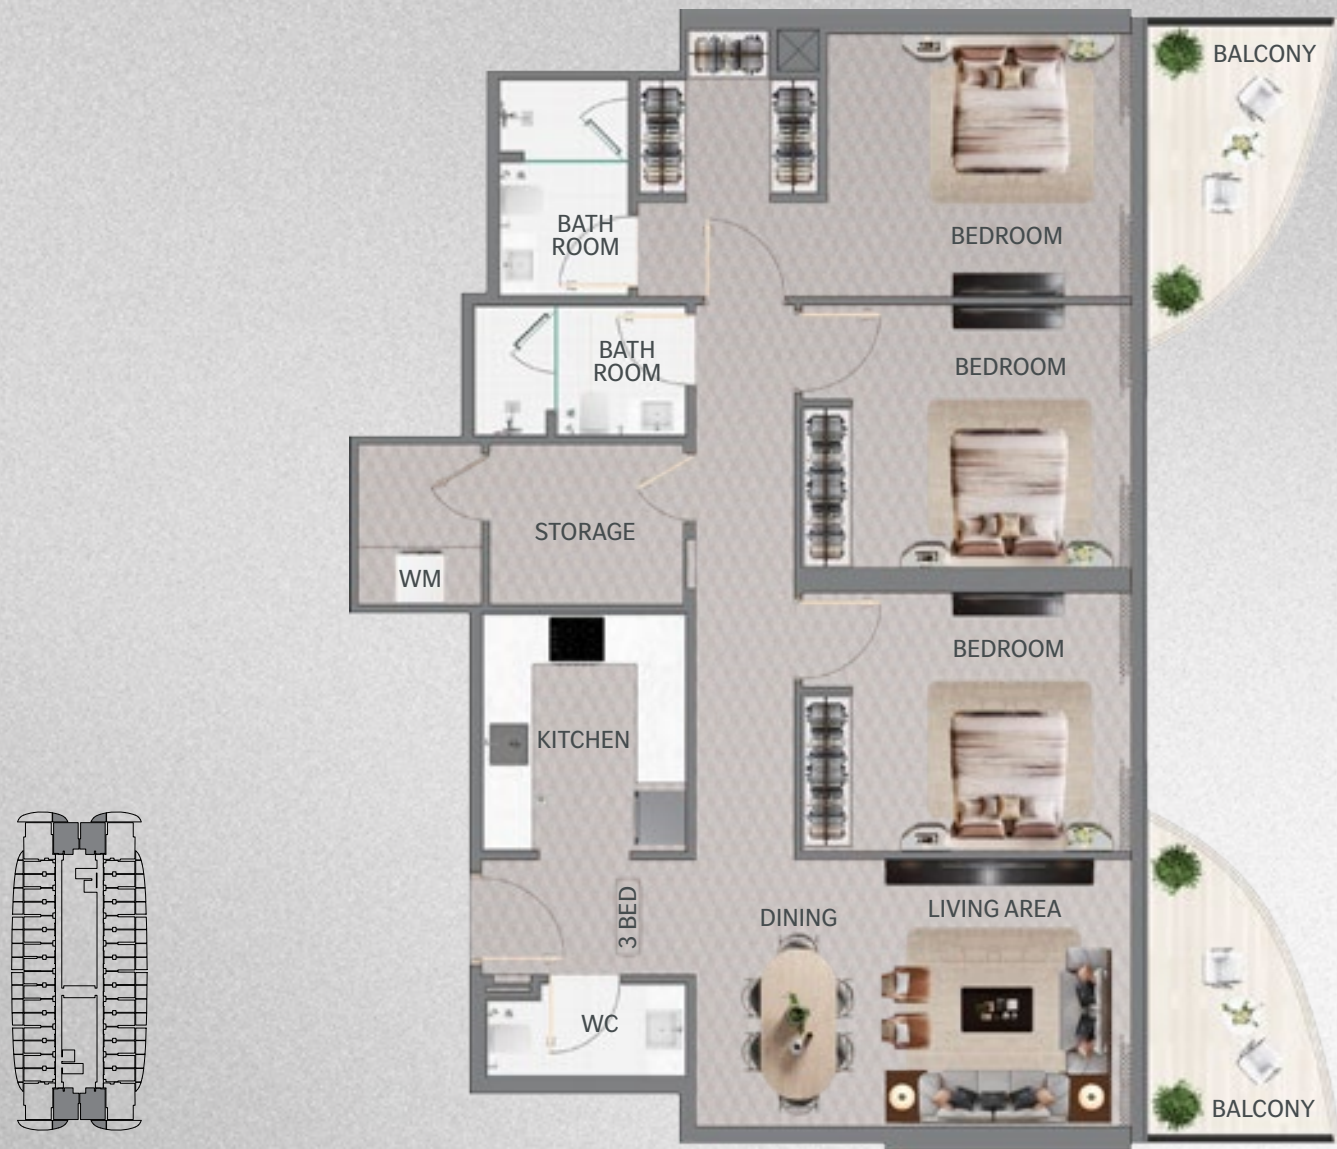 BALCONY
BATH
ROOM
BEDROOM
BATH
ROOM
BEDROOM
STORAGE
WM
BEDROOM
KITCHEN
3 BED
DINING
LIVING AREA
WC
BALCONY